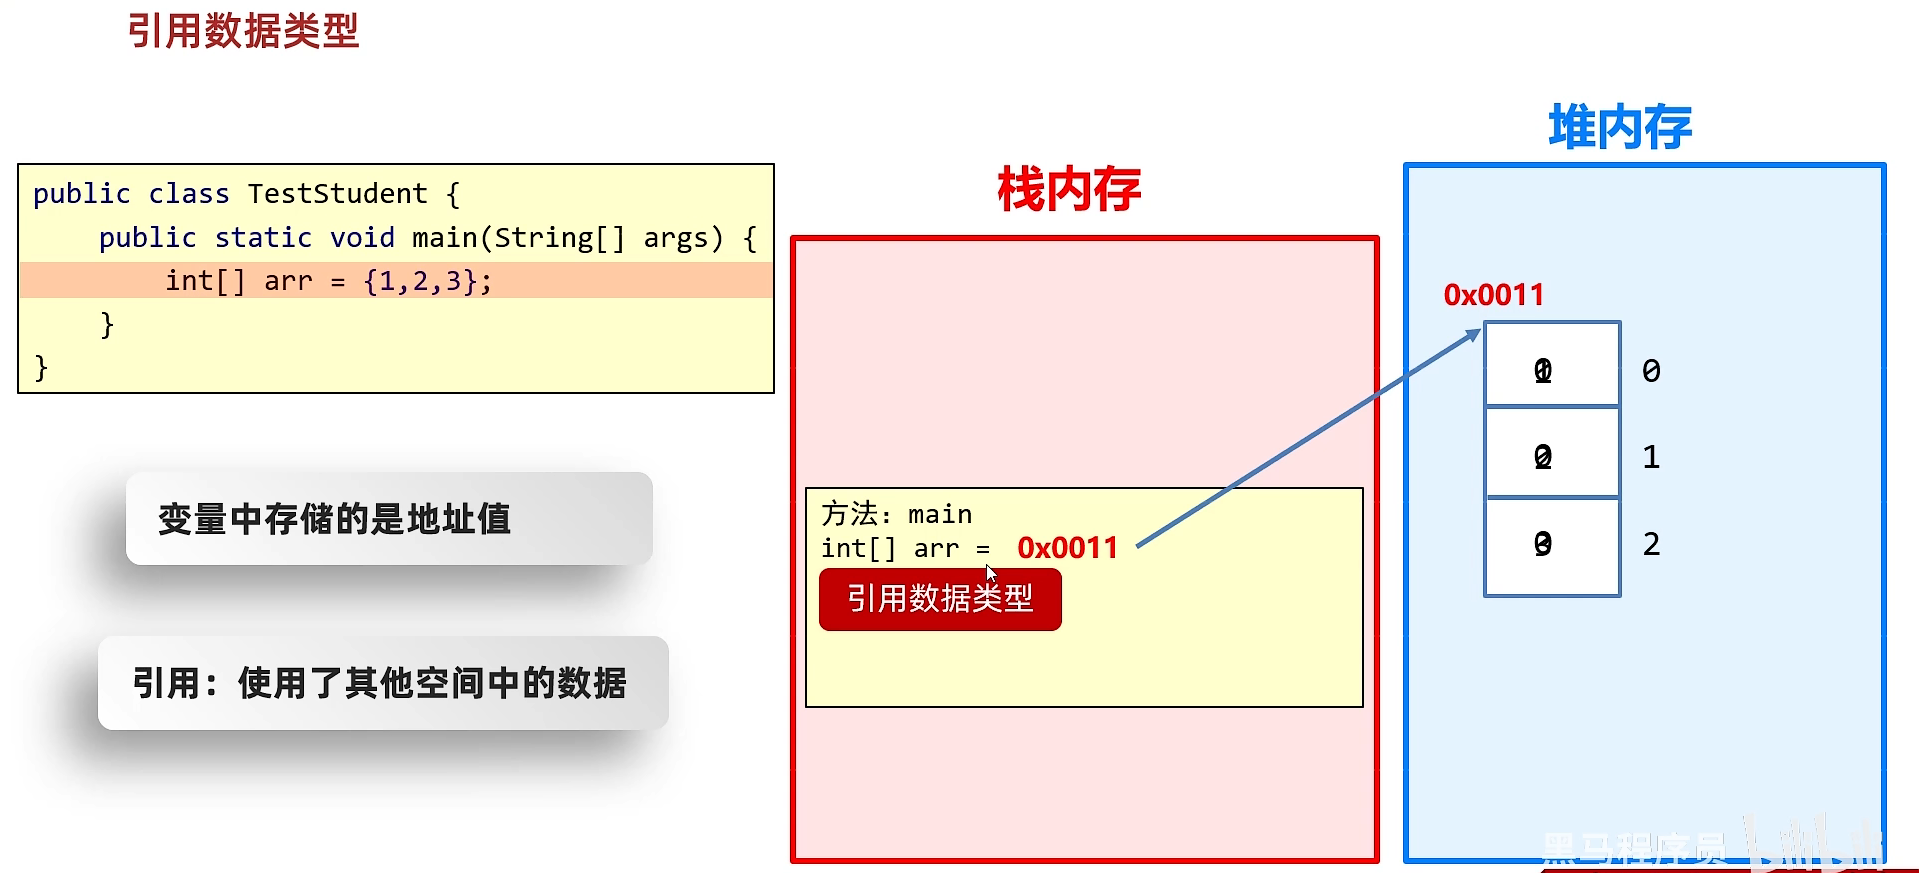 引用数据类型
public class TestStudent {
public static void main(String[] args) {
int[] arr = {1,2,3};
}
}
变量中存储的是地址值
引用：使用了其他空间中的数据
栈内存
方法：main
int[] arr = 0x0011
引用数据类型
堆内存
0x0011
0
1
2
黑马程序员